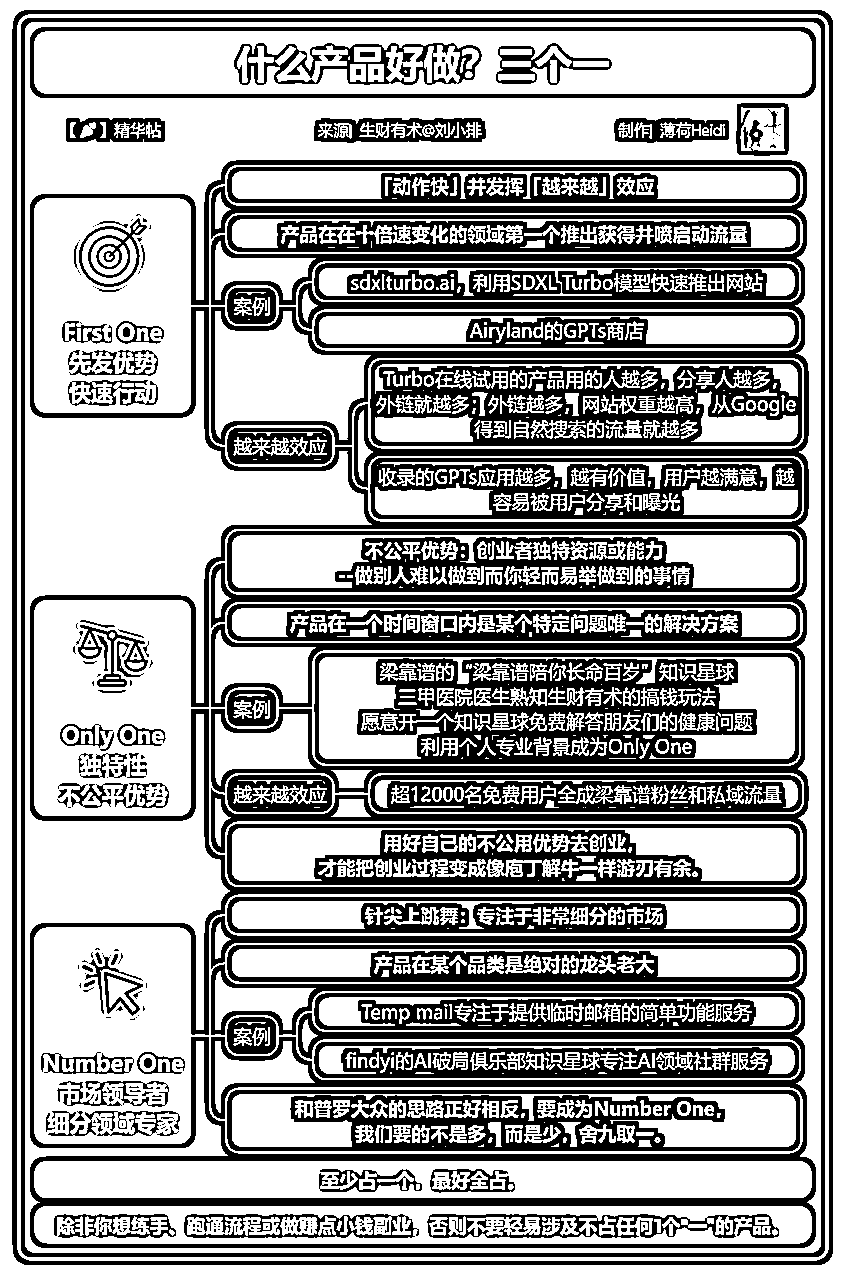 什么产品好做？三个一
【】精华帖
来源| 生财有术@刘小排
制作| 薄荷Heidi
First One
先发优势
快速行动
「动作快」并发挥「越来越」效应
产品在在十倍速变化的领域第一个推出获得井喷启动流量
案例
sdxlturbo.ai，利用SDXL Turbo模型快速推出网站
Airyland的GPTs商店
越来越效应
Turbo在线试用的产品用的人越多，分享人越多，
外链就越多；外链越多，网站权重越高，从Google
得到自然搜索的流量就越多
收录的GPTs应用越多，越有价值，用户越满意，越
容易被用户分享和曝光
Only One
独特性
不公平优势
不公平优势：创业者独特资源或能力
--做别人难以做到而你轻而易举做到的事情
产品在一个时间窗口内是某个特定问题唯一的解决方案
案例
梁靠谱的“梁靠谱陪你长命百岁”知识星球
三甲医院医生熟知生财有术的搞钱玩法
愿意开一个知识星球免费解答朋友们的健康问题
利用个人专业背景成为Only One
越来越效应
超12000名免费用户全成梁靠谱粉丝和私域流量
用好自己的不公用优势去创业，
才能把创业过程变成像庖丁解牛一样游刃有余。
Number One
市场领导者
细分领域专家
针尖上跳舞：专注于非常细分的市场
产品在某个品类是绝对的龙头老大
案例
Temp mail专注于提供临时邮箱的简单功能服务
findyi的AI破局俱乐部知识星球专注AI领域社群服务
和普罗大众的思路正好相反，要成为Number One，
我们要的不是多，而是少，舍九取一。
至少占一个、最好全占。
除非你想练手、跑通流程或做赚点小钱副业，否则不要轻易涉及不占任何1个“一”的产品。